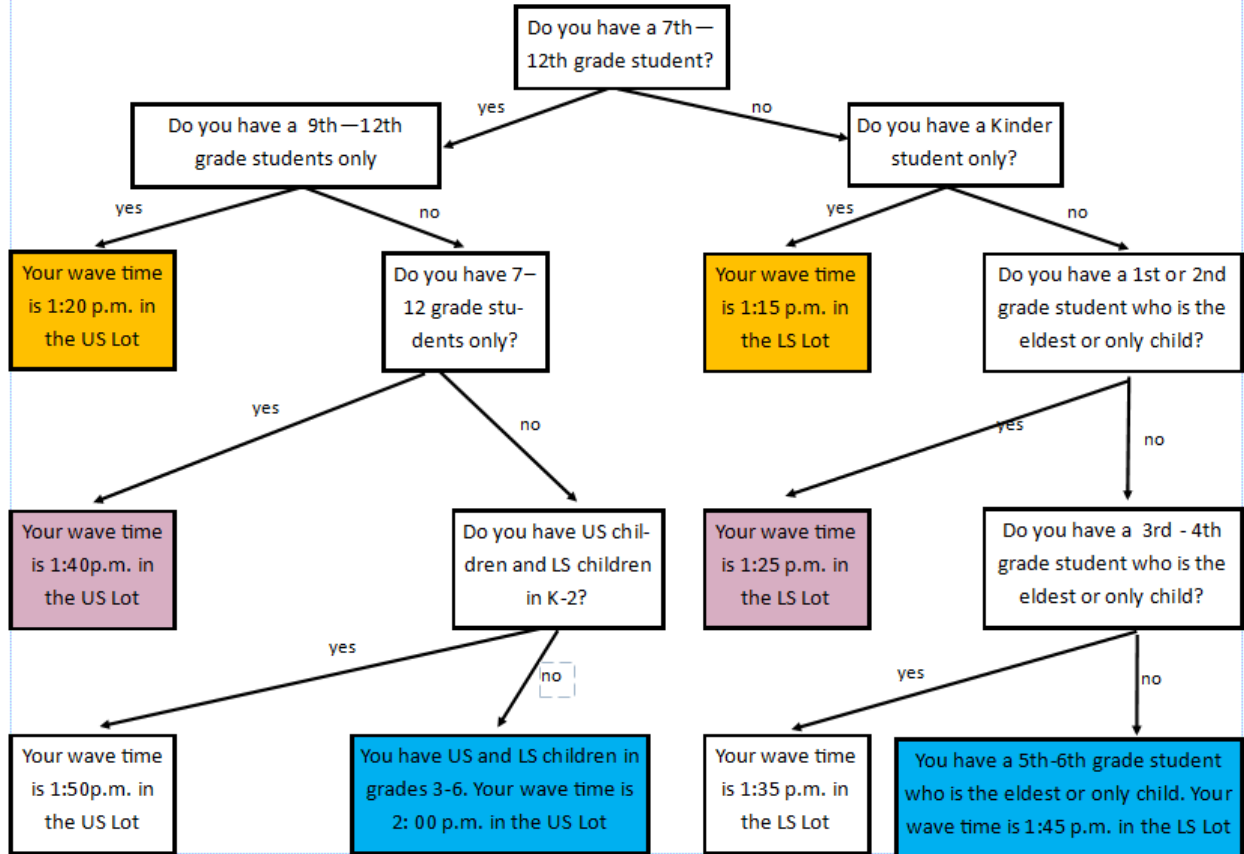 Do you have a 7th—
12th grade student?
yes
no
Do you have a  9th—12th
grade students only
Do you have a Kinder
student only?
yes
no
yes
no
Your wave time
is 1:20 p.m. in
the US Lot
Do you have 7–
12 grade stu-
dents only?
Your wave time
is 1:15 p.m. in
the LS Lot
Do you have a 1st or 2nd
grade student who is the
eldest or only child?
yes
no
yes
no
Your wave time
is 1:40p.m. in
the US Lot
Do you have US chil-
dren and LS children
in K-2?
Your wave time
is 1:25 p.m. in
the LS Lot
Do you have a  3rd - 4th
grade student who is the
eldest or only child?
yes
no
yes
no
Your wave time
is 1:50p.m. in
the US Lot
You have US and LS children in
grades 3-6. Your wave time is
2: 00 p.m. in the US Lot
Your wave time
is 1:35 p.m. in
the LS Lot
You have a 5th-6th grade student
who is the eldest or only child. Your
wave time is 1:45 p.m. in the LS Lot